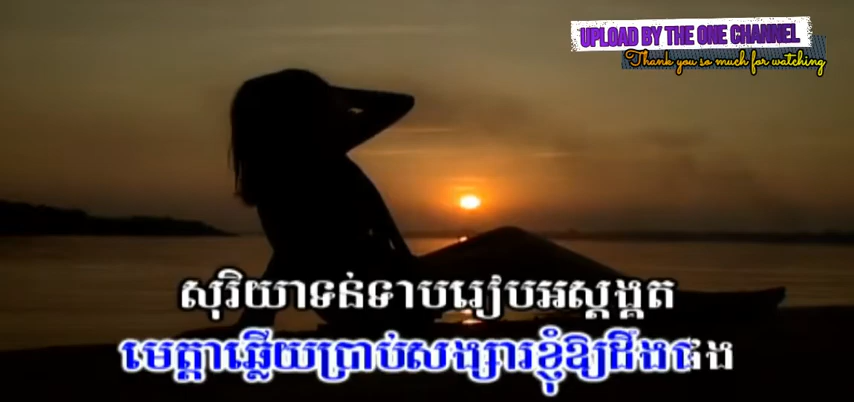 UPLOAD BY THE ONE CHANNEL
Thank you so much for watching
សុរិយាទន់ទាបរៀបអស្តង្គត
មេត្តាឆ្លើយប្រាប់សង្សារខ្ញុំឱ្យដឹងផង